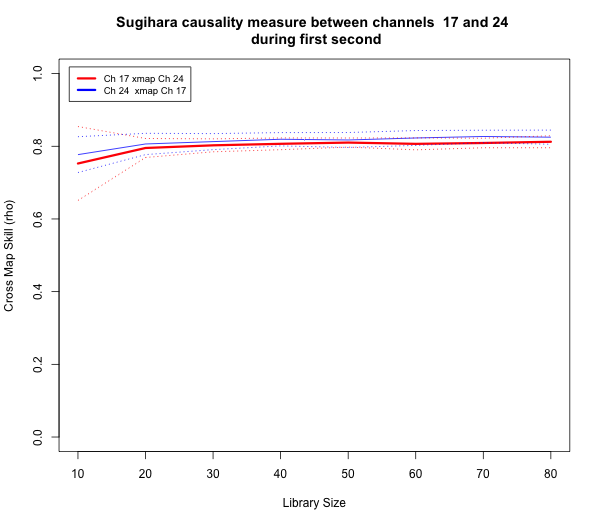 Sugihara causality measure between channels  17 and 24
during first second
Ch 17 xmap Ch 24
Ch 24  xmap Ch 17
Cross Map Skill (rho)
1.0
0.8
0.6
0.4
0.2
0.0
10 20 30 40 50 60 70 80
Library Size